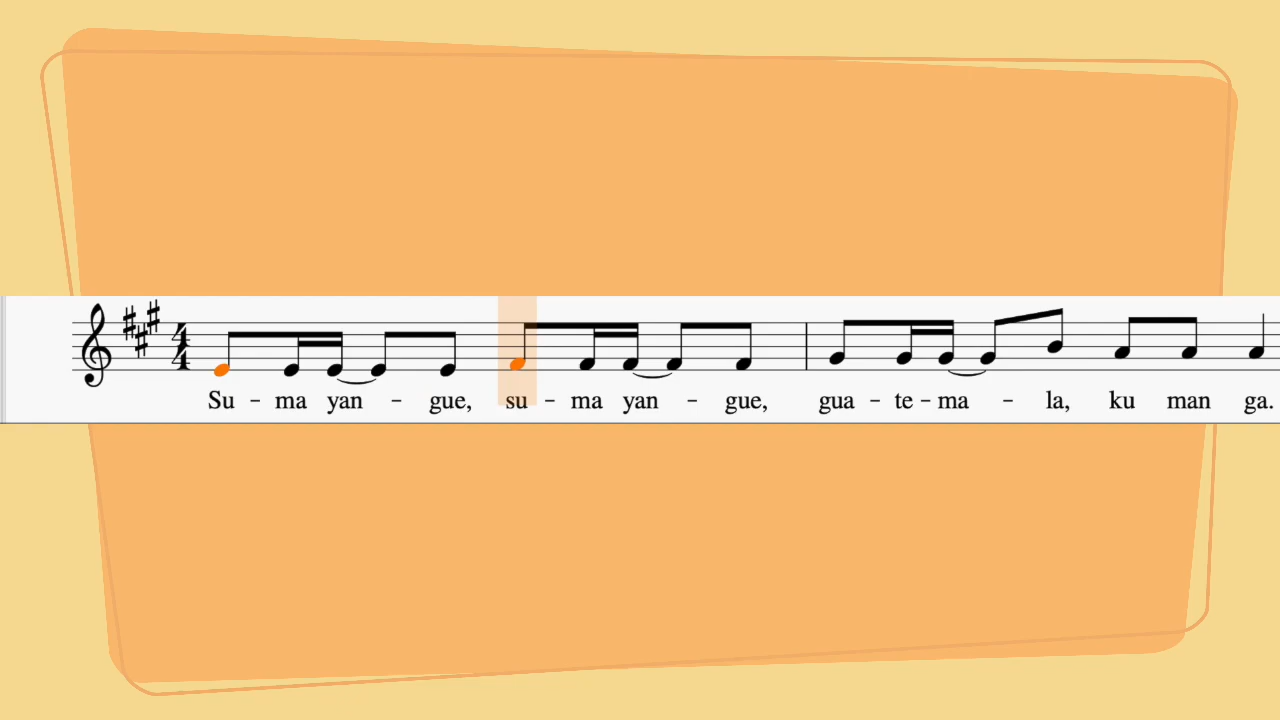 Su - ma yan - gue, su - ma yan - gue, gua - te - ma - la, ku man ga.